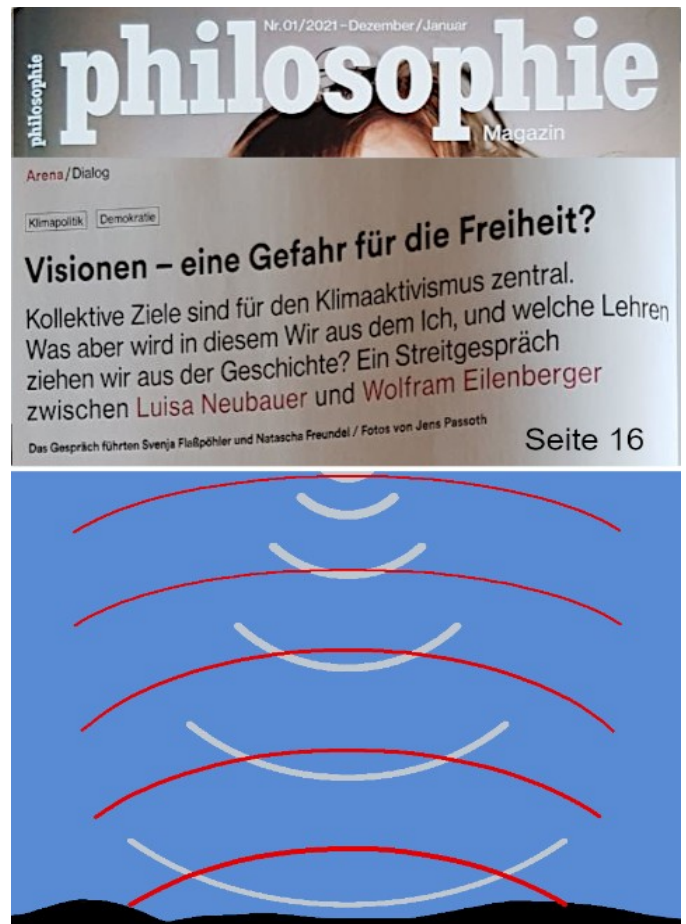 Nr. 01/2021 – Dezember/Januar
philosophie
philosophie
Magazin
Arena/Dialog
Klimapolitik Demokratie
Visionen – eine Gefahr für die Freiheit?
Kollektive Ziele sind für den Klimaaktivismus zentral.
Was aber wird in diesem Wir aus dem Ich, und welche Lehren
ziehen wir aus der Geschichte? Ein Streitgespräch
zwischen Luisa Neubauer und Wolfram Eilenberger
Das Gespräch führten Svenja Flaßpöhler und Natascha Freundel / Fotos von Jens Passoth
Seite 16